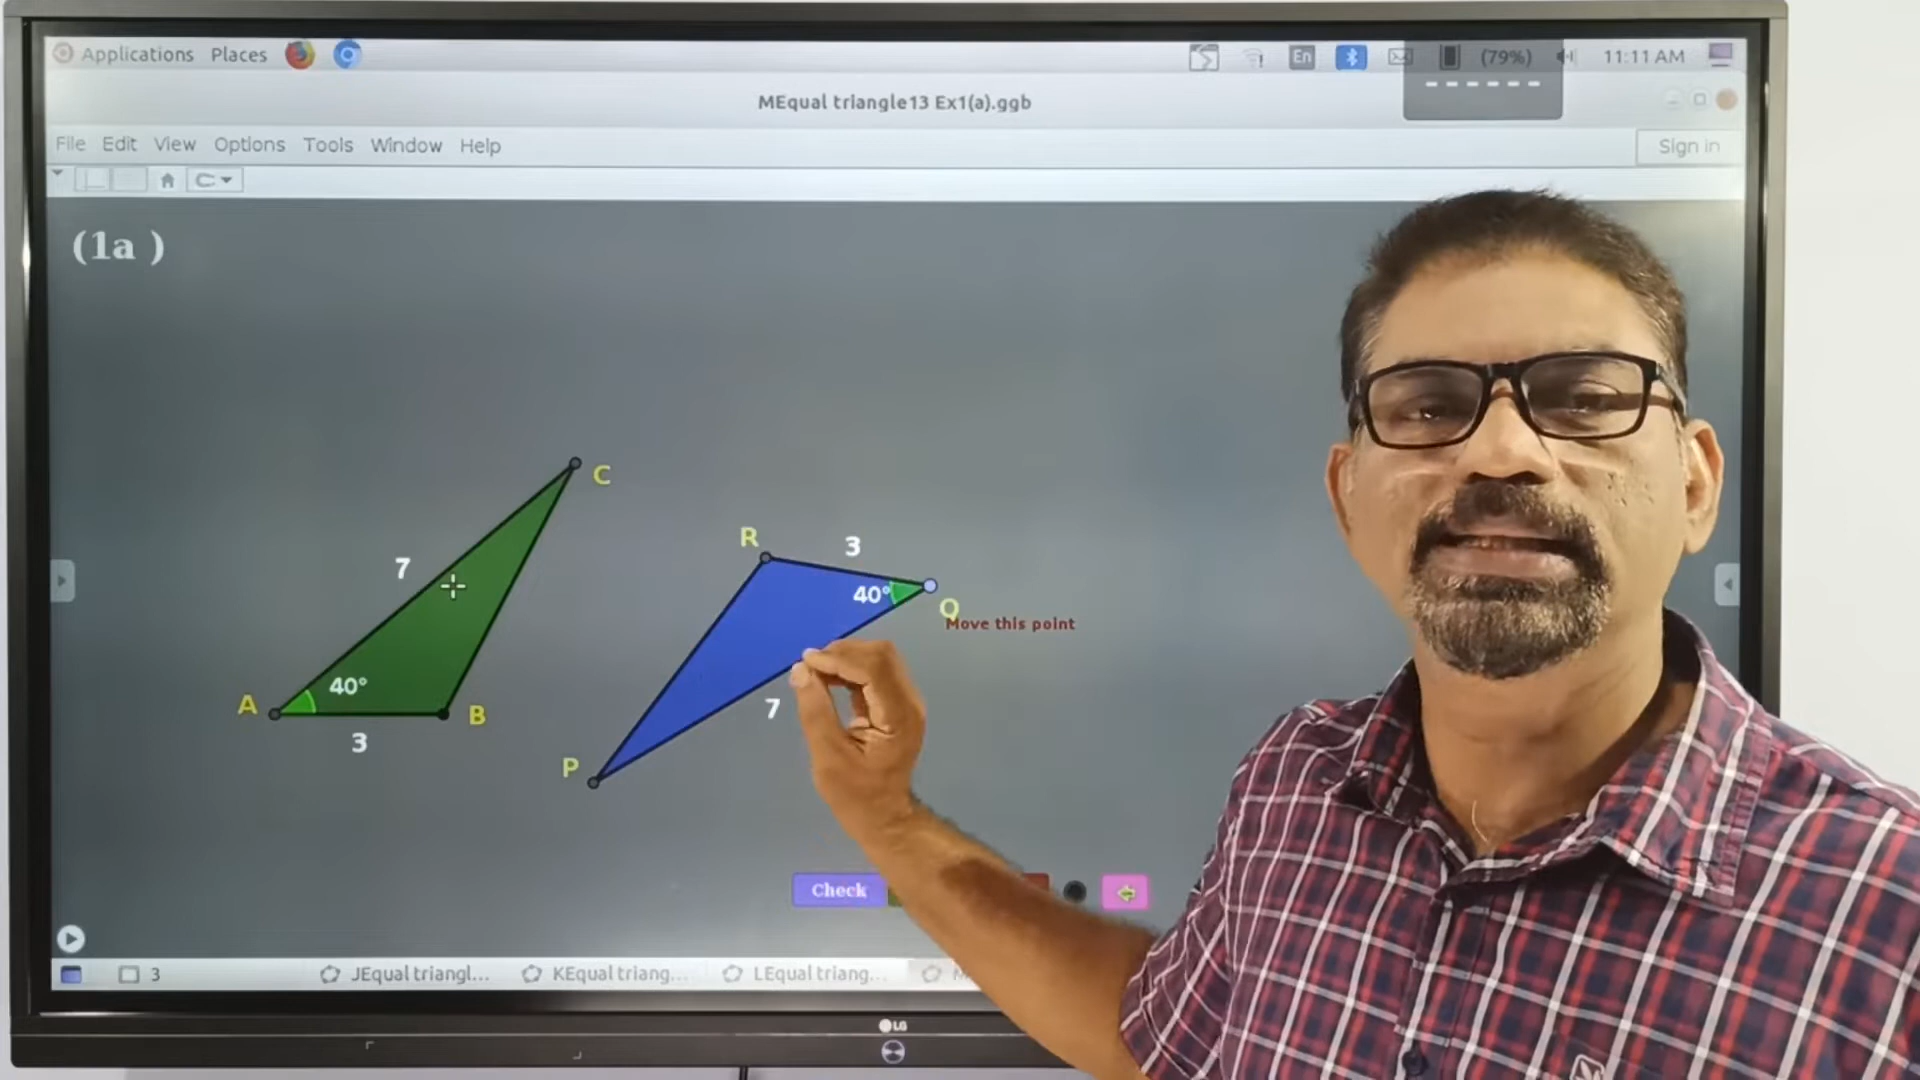 Applications Places En (79%) 11:11 AM
MEqual triangle13 Ex1(a).ggb
File Edit View Options Tools Window Help Sign in
(1a )
C
R 3
7
40°
Q
Move this point
40°
A B
7
3
P
Check
3 JEqual triangl... KEqual triang... LEqual triang...
LG